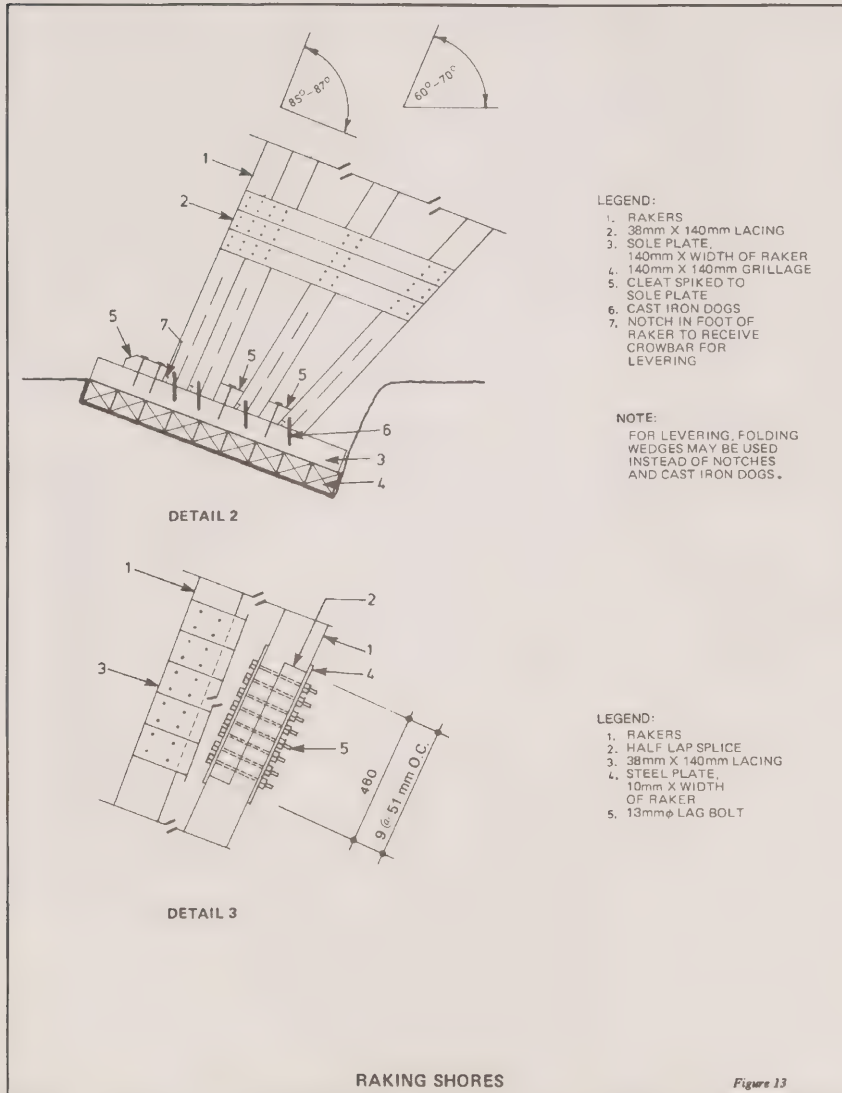 85°-87°
60°-70°
1
2
5
7
5
5
6
3
4
DETAIL 2
LEGEND:
1. RAKERS
2. 38mm X 140mm LACING
3. SOLE PLATE,
140mm X WIDTH OF RAKER
4. 140mm X 140mm GRILLAGE
5. CLEAT SPIKED TO
SOLE PLATE
6. CAST IRON DOGS
7. NOTCH IN FOOT OF
RAKER TO RECEIVE
CROWBAR FOR
LEVERING
NOTE:
FOR LEVERING, FOLDING
WEDGES MAY BE USED
INSTEAD OF NOTCHES
AND CAST IRON DOGS.
1
2
1
4
3
5
460
9 @ 51 mm O.C.
DETAIL 3
LEGEND:
1. RAKERS
2. HALF LAP SPLICE
3. 38mm X 140mm LACING
4. STEEL PLATE,
10mm X WIDTH
OF RAKER
5. 13mmφ LAG BOLT
RAKING SHORES
Figure 13